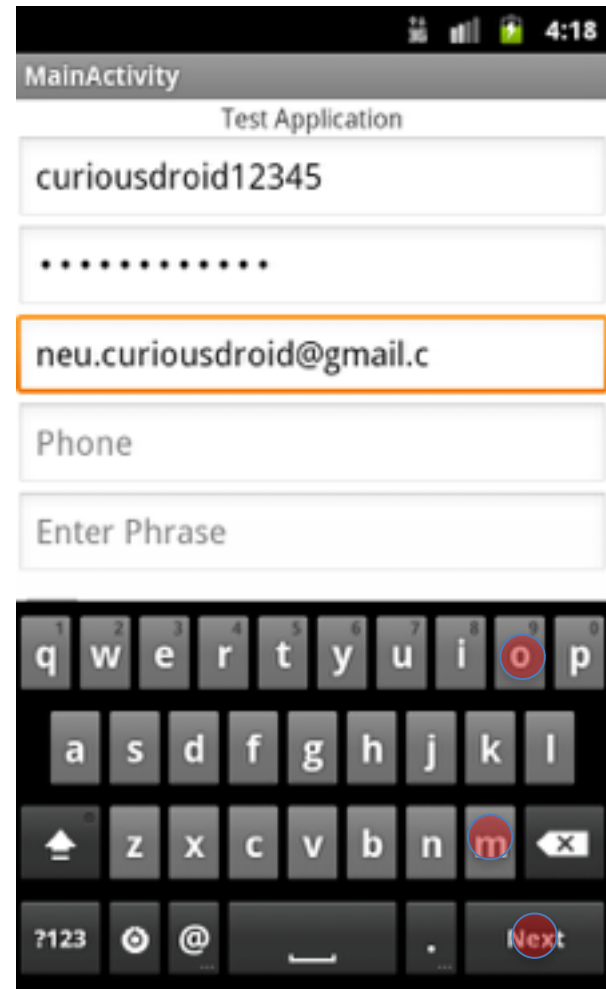 4:18
MainActivity
Test Application
curiousdroid12345
••••••••••••
neu.curiousdroid@gmail.c
Phone
Enter Phrase
1 2 3 4 5 6 7 8 9 0
q w e r t y u i o p
a s d f g h j k l
z x c v b n m
?123 @ . Next